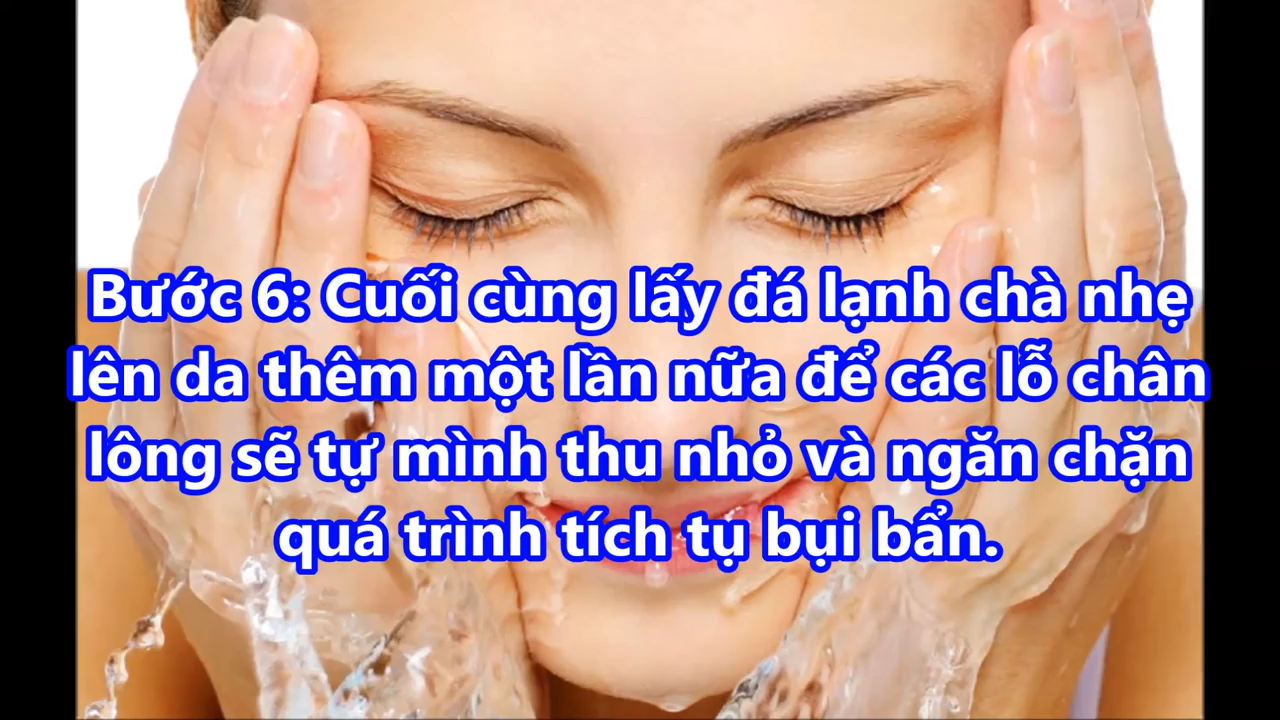 Bước 6: Cuối cùng lấy đá lạnh chà nhẹ
lên da thêm một lần nữa để các lỗ chân
lông sẽ tự mình thu nhỏ và ngăn chặn
quá trình tích tụ bụi bẩn.